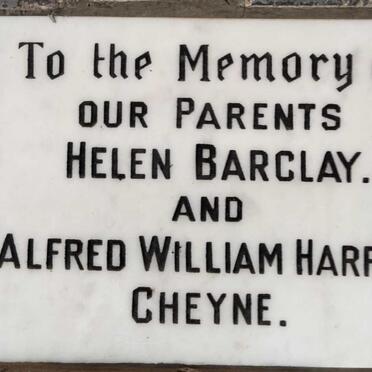 To the Memory
OUR PARENTS
HELEN BARCLAY.
AND
ALFRED WILLIAM
CHEYNE.